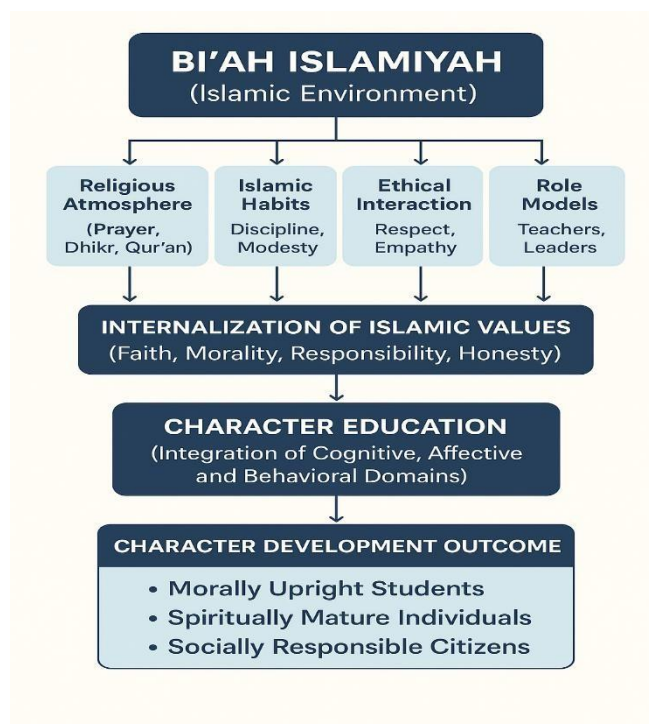 BI'AH ISLAMIYAH
(Islamic Environment)
Religious
Atmosphere
(Prayer,
Dhikr, Qur'an)
Islamic
Habits
Discipline,
Modesty
Ethical
Interaction
Respect,
Empathy
Role
Models
Teachers,
Leaders
INTERNALIZATION OF ISLAMIC VALUES
(Faith, Morality, Responsibility, Honesty)
CHARACTER EDUCATION
(Integration of Cognitive, Affective
and Behavioral Domains)
CHARACTER DEVELOPMENT OUTCOME
• Morally Upright Students
• Spiritually Mature Individuals
• Socially Responsible Citizens